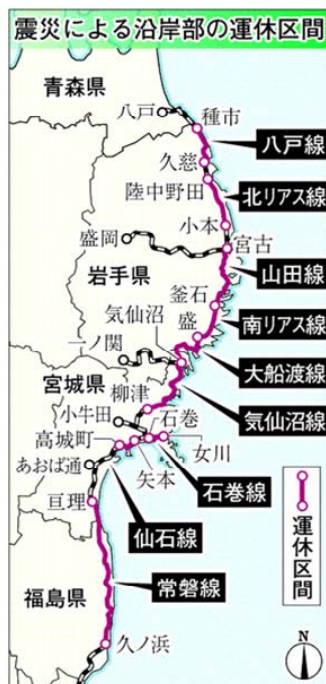 震災による沿岸部の運休区間
青森県
八戸
種市
八戸線
久慈
陸中野田
北リアス線
小本
盛岡
宮古
山田線
岩手県
釜石
気仙沼
盛
南リアス線
一ノ関
大船渡線
宮城県
柳津
気仙沼線
小牛田
石巻
高城町
女川
あおば通
矢本
石巻線
亘理
仙石線
運休区間
福島県
常磐線
久ノ浜
N